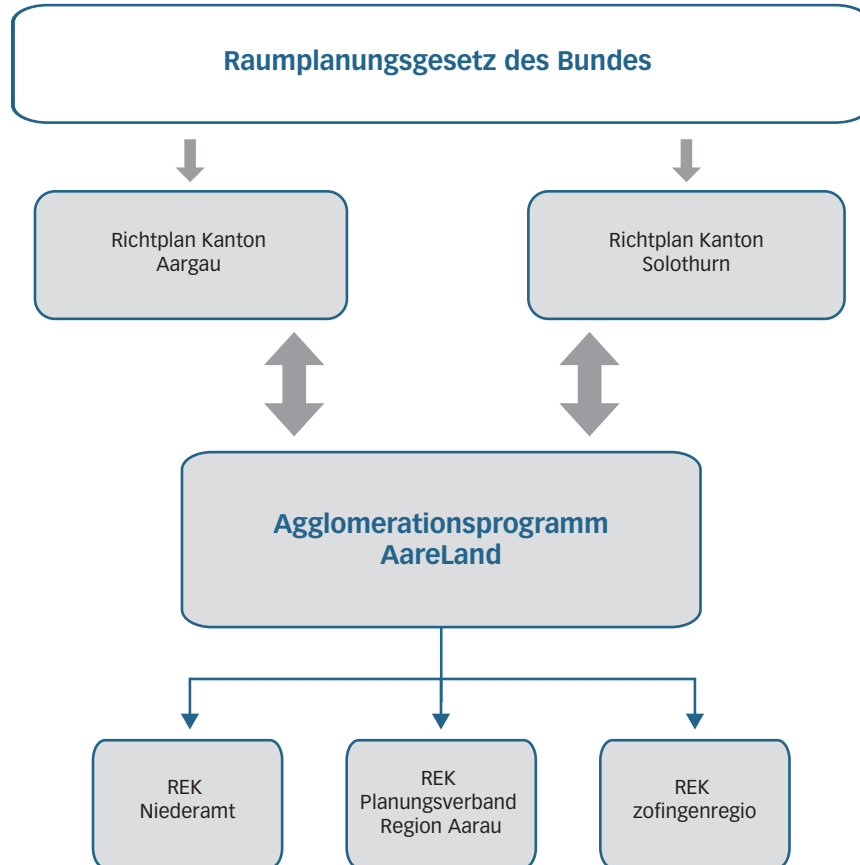 Raumplanungsgesetz des Bundes
Richtplan Kanton
Aargau
Richtplan Kanton
Solothurn
Agglomerationsprogramm
AareLand
REK
Niederamt
REK
Planungsverband
Region Aarau
REK
zofingenregio